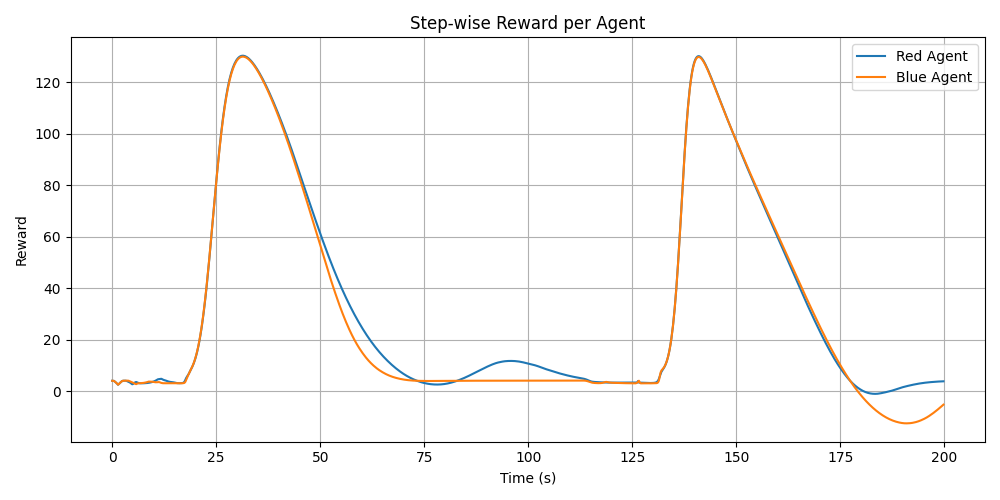 Step-wise Reward per Agent
Red Agent
Blue Agent
120
100
80
60
40
20
0
Reward
0 25 50 75 100 125 150 175 200
Time (s)